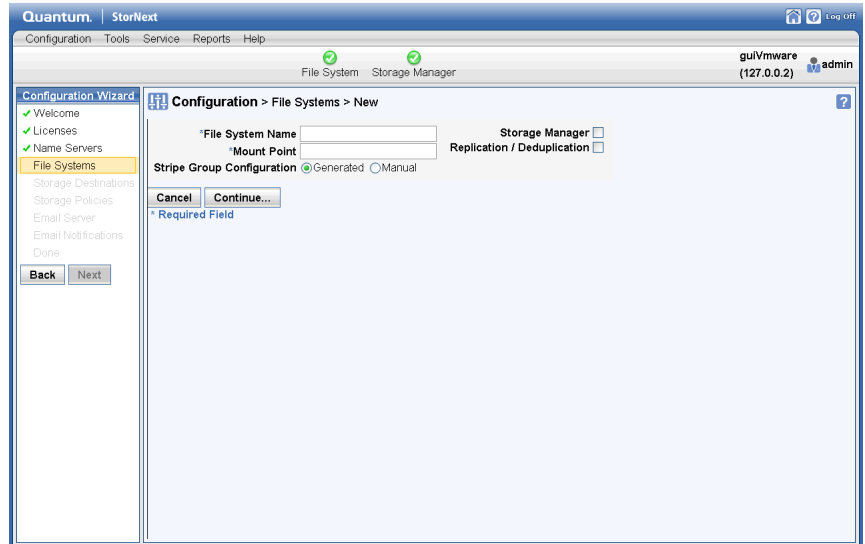 Quantum. StorNext
Log Off
Configuration Tools Service Reports Help
File System Storage Manager
guiVmware
(127.0.0.2)
admin
Configuration Wizard
Welcome
Licenses
Name Servers
File Systems
Storage Destinations
Storage Policies
Email Server
Email Notifications
Done
Back Next
Configuration > File Systems > New
?
*File System Name
Storage Manager
*Mount Point
Replication / Deduplication
Stripe Group Configuration Generated Manual
Cancel Continue...
* Required Field